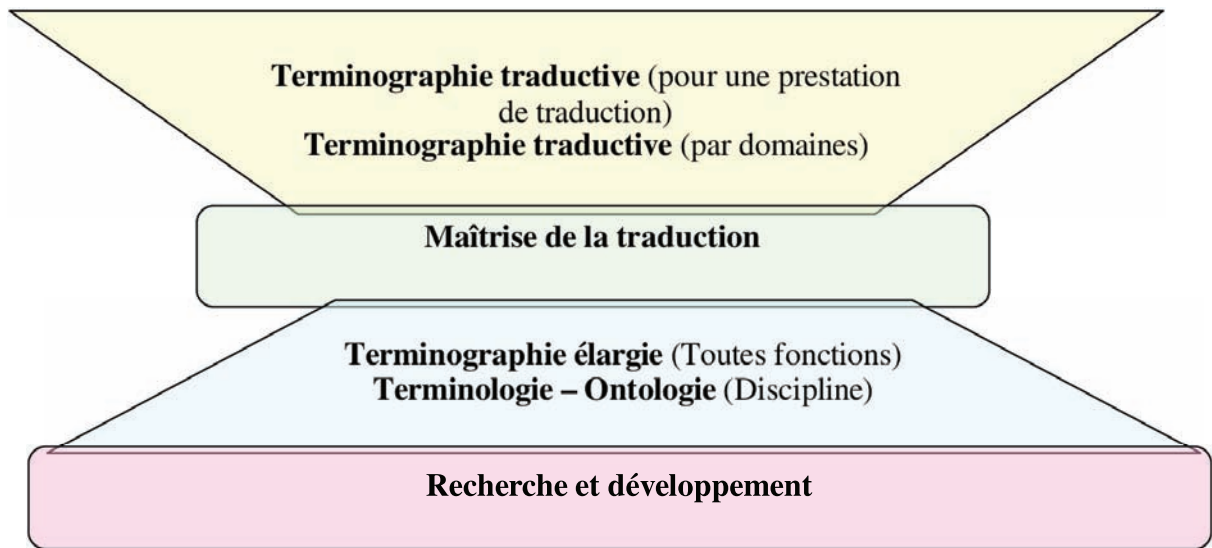 Terminographie traductive (pour une prestation
de traduction)
Terminographie traductive (par domaines)
Maîtrise de la traduction
Terminographie élargie (Toutes fonctions)
Terminologie – Ontologie (Discipline)
Recherche et développement